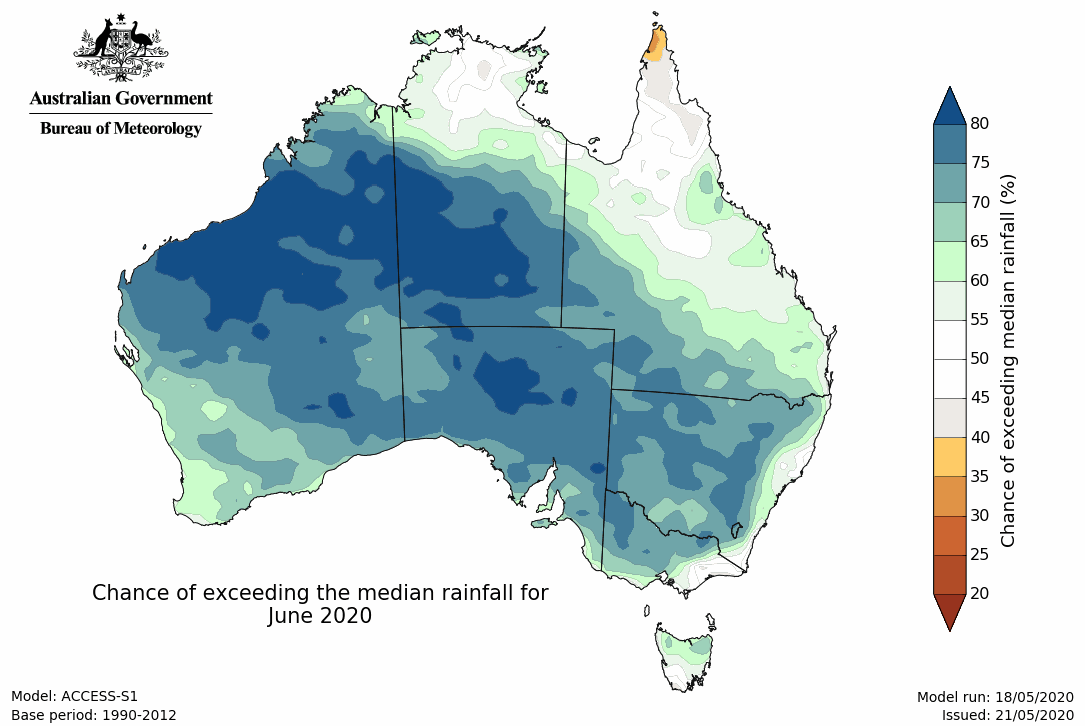 Australian Government
Bureau of Meteorology
80
75
70
65
60
55
50
45
40
35
30
25
20
Chance of exceeding median rainfall (%)
Chance of exceeding the median rainfall for
June 2020
Model: ACCESS-S1
Base period: 1990-2012
Model run: 18/05/2020
Issued: 21/05/2020